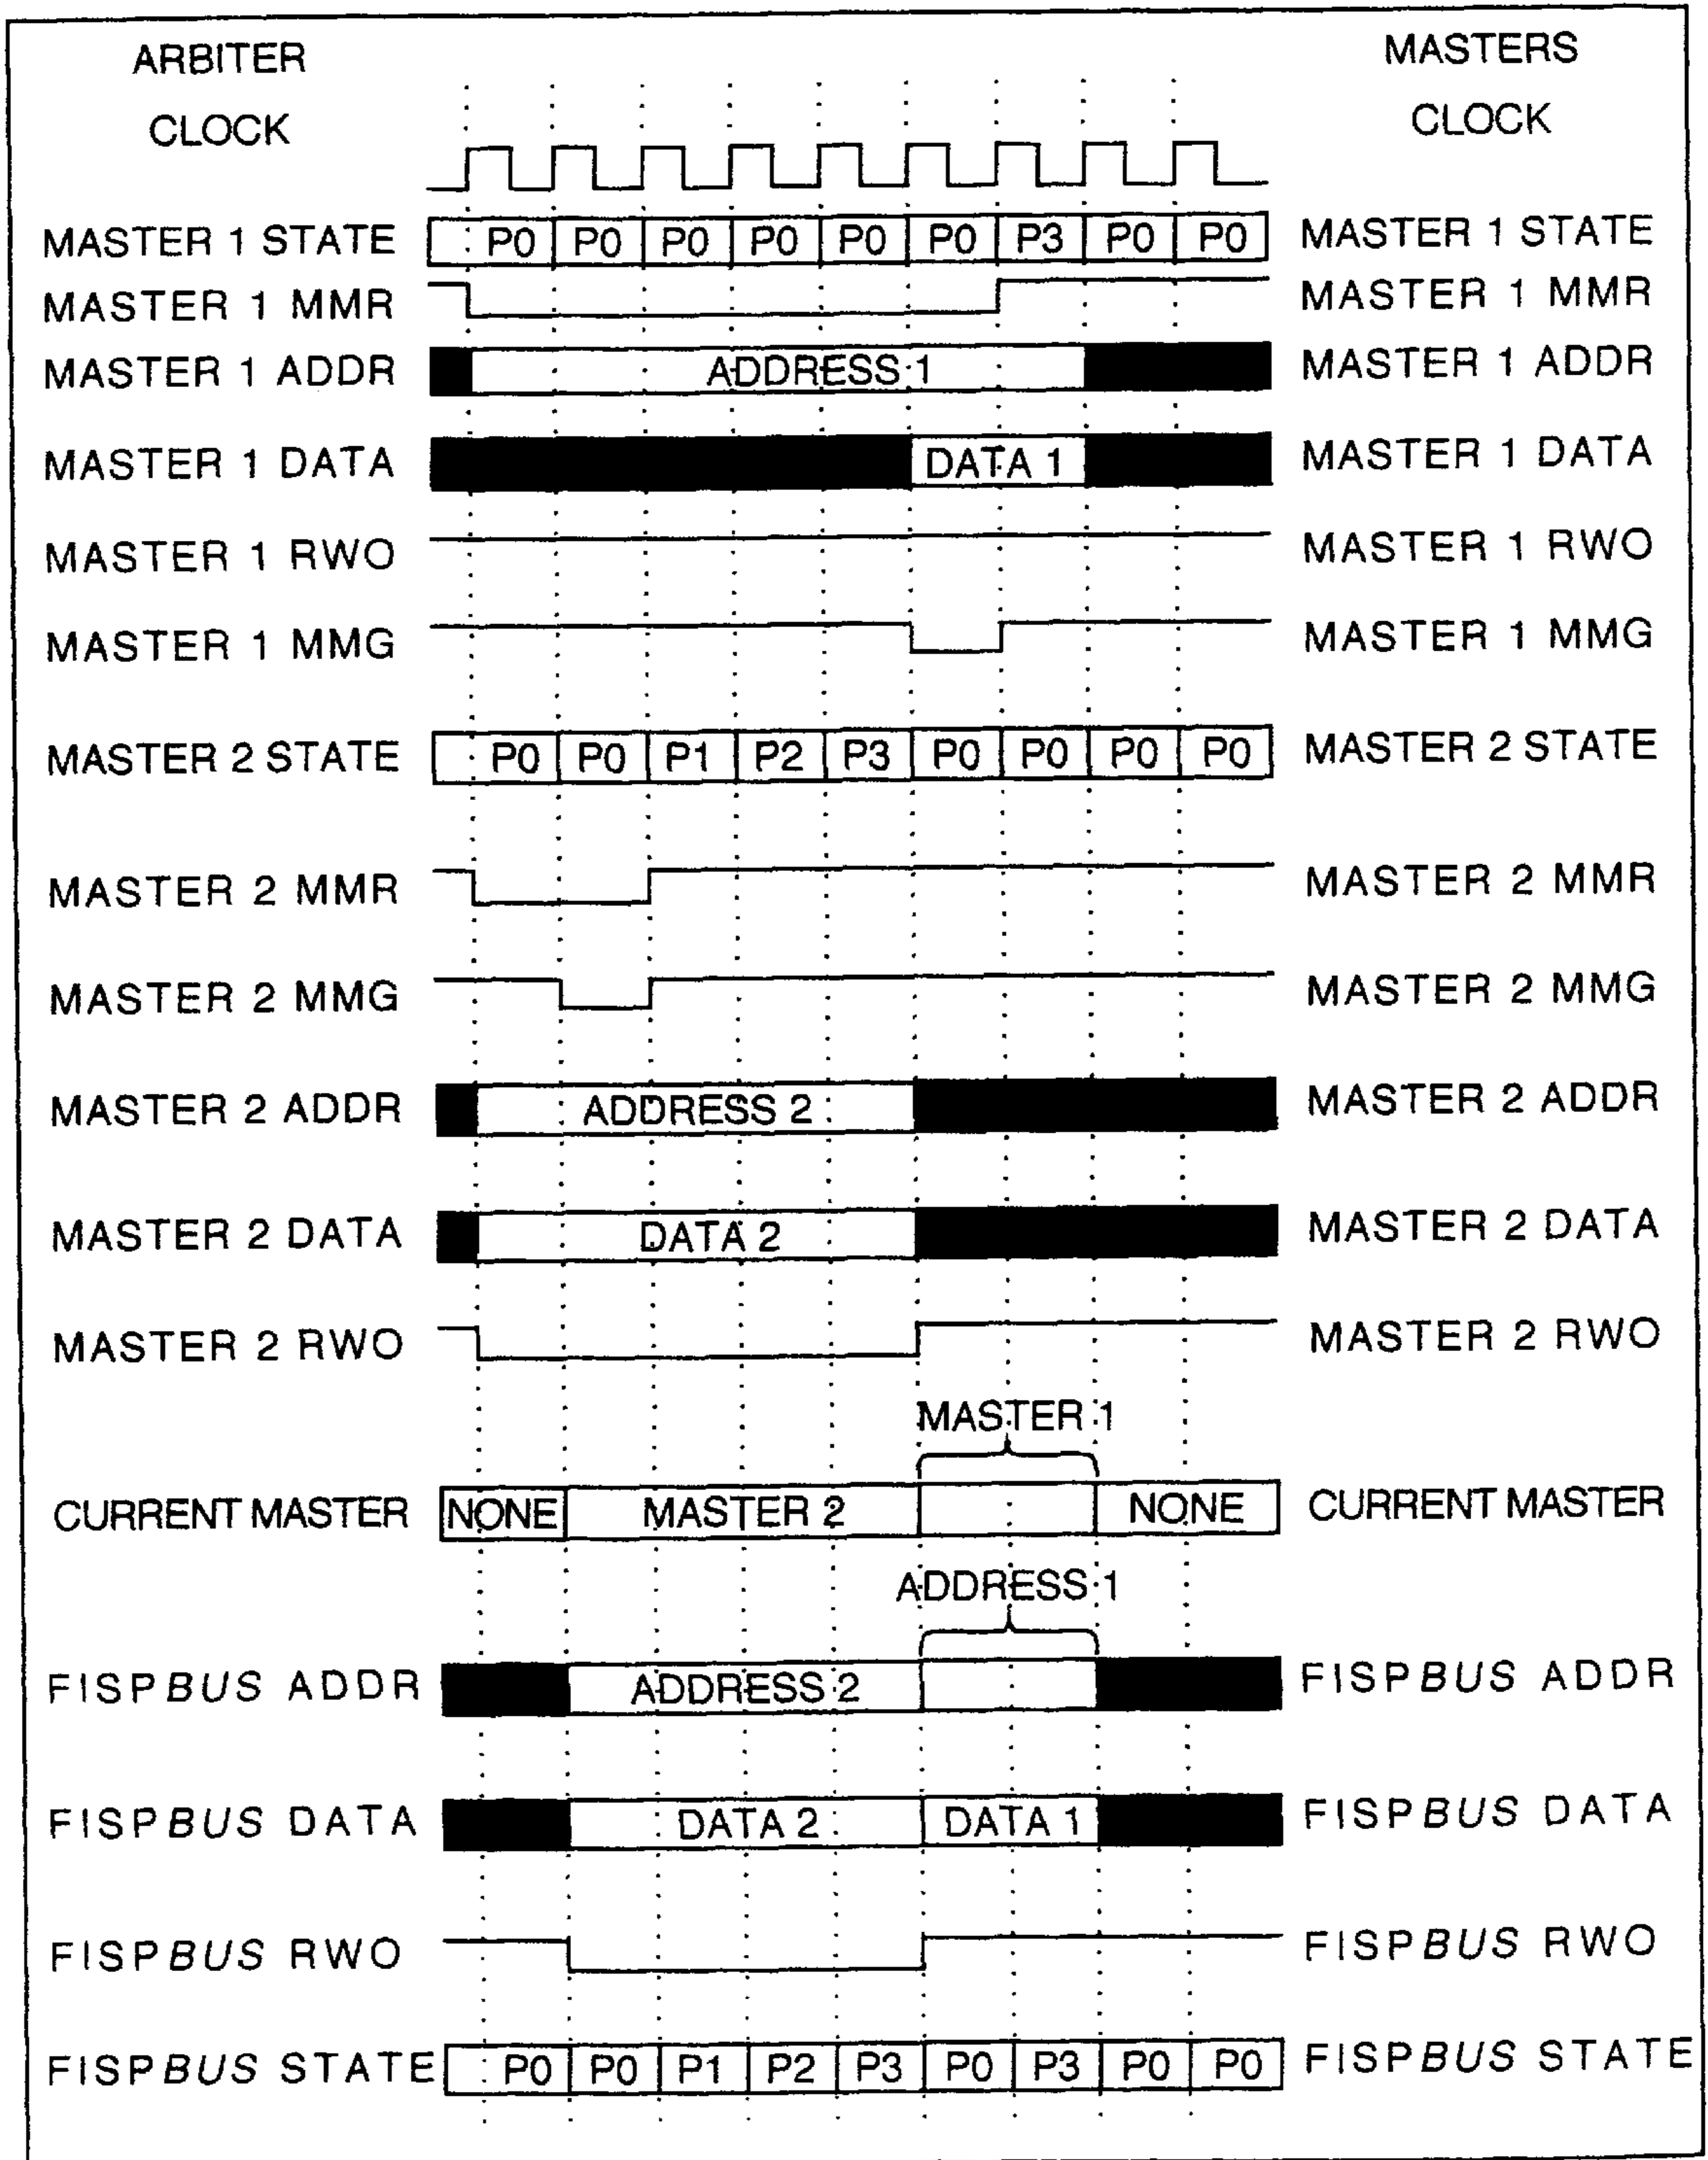 ARBITER
CLOCK
MASTERS
CLOCK
MASTER 1 STATE P0 P0 P0 P0 P0 P0 P3 P0 P0 MASTER 1 STATE
MASTER 1 MMR MASTER 1 MMR
MASTER 1 ADDR ADDRESS 1 MASTER 1 ADDR
MASTER 1 DATA DATA 1 MASTER 1 DATA
MASTER 1 RWO MASTER 1 RWO
MASTER 1 MMG MASTER 1 MMG
MASTER 2 STATE P0 P0 P1 P2 P3 P0 P0 P0 P0 MASTER 2 STATE
MASTER 2 MMR MASTER 2 MMR
MASTER 2 MMG MASTER 2 MMG
MASTER 2 ADDR ADDRESS 2 MASTER 2 ADDR
MASTER 2 DATA DATA 2 MASTER 2 DATA
MASTER 2 RWO MASTER 2 RWO
MASTER 1
CURRENT MASTER NONE MASTER 2 NONE CURRENT MASTER
ADDRESS 1
FISPBUS ADDR ADDRESS 2 FISPBUS ADDR
FISPBUS DATA DATA 2 DATA 1 FISPBUS DATA
FISPBUS RWO FISPBUS RWO
FISPBUS STATE P0 P0 P1 P2 P3 P0 P3 P0 P0 FISPBUS STATE